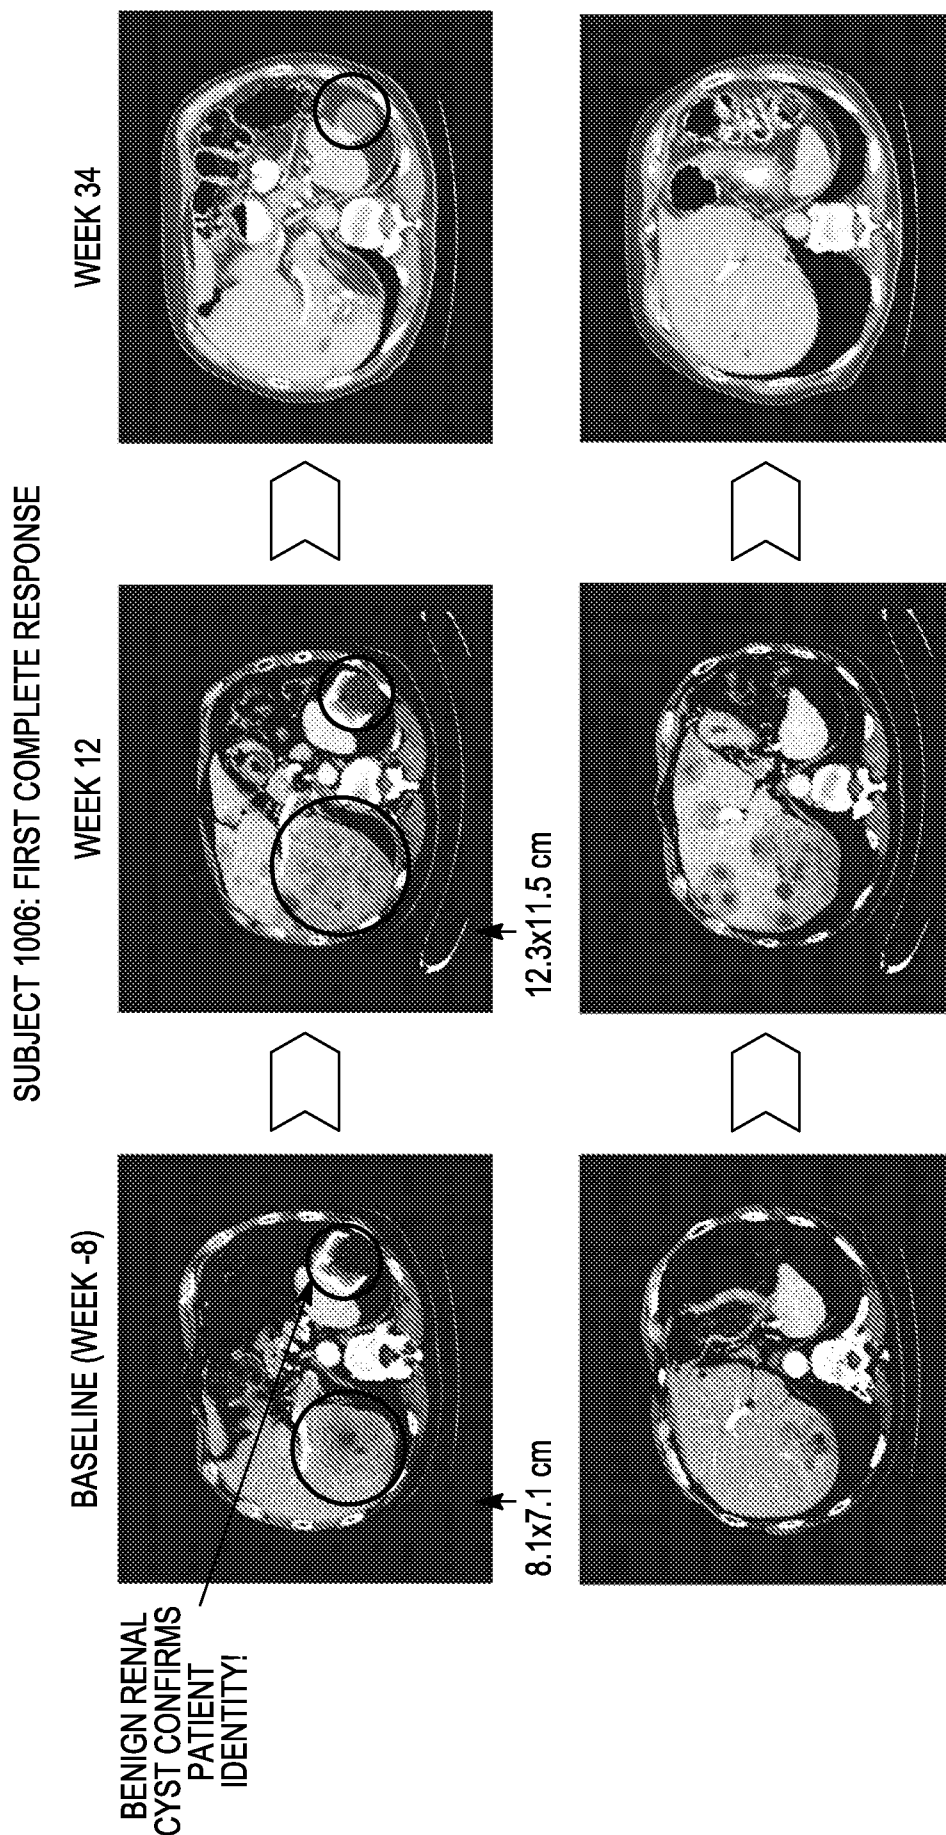 SUBJECT 1006: FIRST COMPLETE RESPONSE
BASELINE (WEEK -8)
WEEK 12
WEEK 34
BENIGN RENAL
CYST CONFIRMS
PATIENT
IDENTITY!
8.1x7.1 cm
12.3x11.5 cm